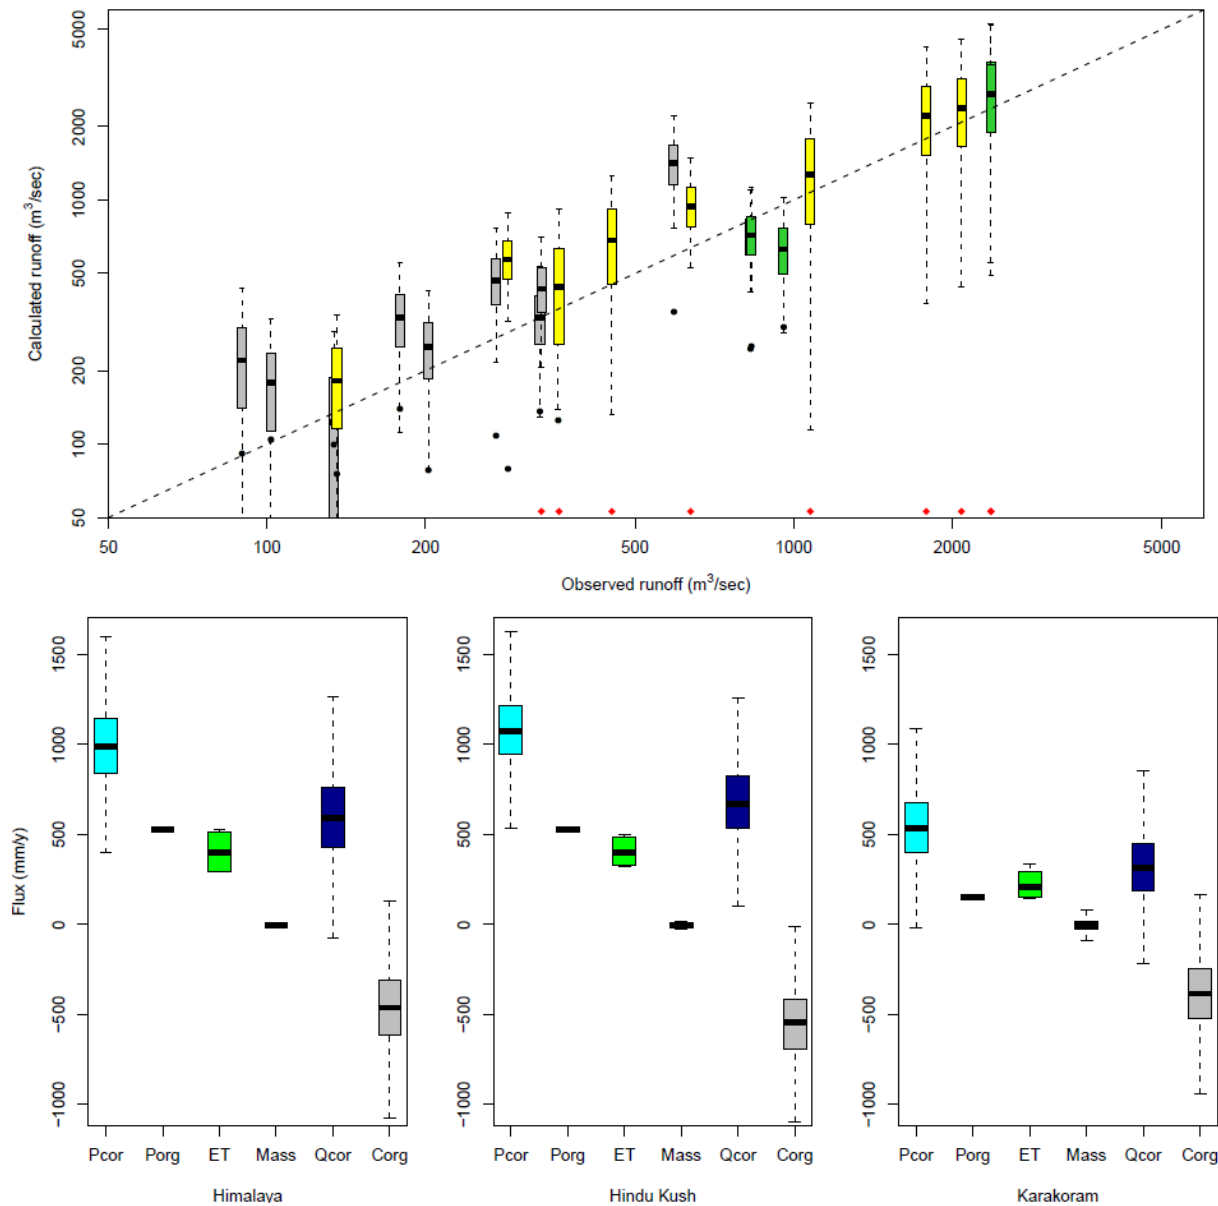 Calculated runoff (m³/sec)
5000
2000
1000
500
200
100
50
50 100 200 500 1000 2000 5000
Observed runoff (m³/sec)
Flux (mm/y)
1500
1000
500
0
−500
−1000
Pcor Porg ET Mass Qcor Corg
Himalaya
1500
1000
500
0
−500
−1000
Pcor Porg ET Mass Qcor Corg
Hindu Kush
1500
1000
500
0
−500
−1000
Pcor Porg ET Mass Qcor Corg
Karakoram